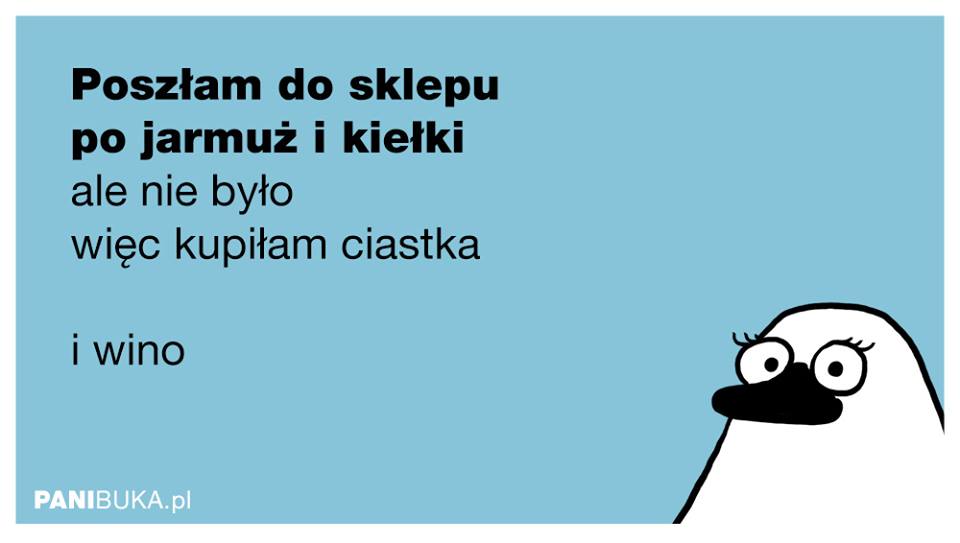 Poszłam do sklepu
po jarmuż i kiełki
ale nie było
więc kupiłam ciastka
i wino
PANIBUKA.pl